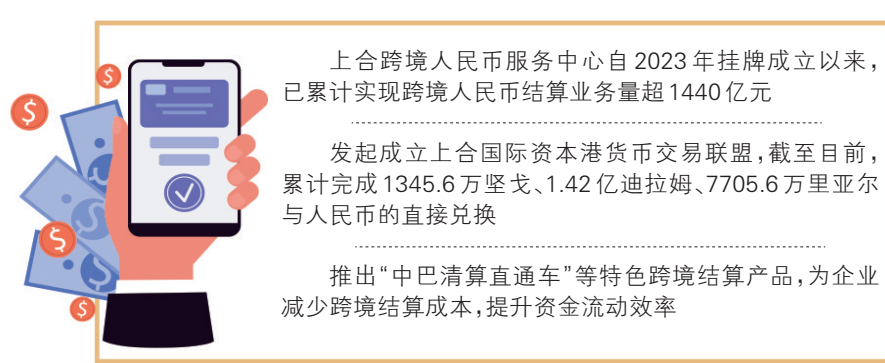 上合跨境人民币服务中心自2023年挂牌成立以来，
已累计实现跨境人民币结算业务量超1440亿元
发起成立上合国际资本港货币交易联盟，截至目前，
累计完成1345.6万坚戈、1.42亿迪拉姆、7705.6万里亚尔
与人民币的直接兑换
推出“中巴清算直通车”等特色跨境结算产品，为企业
减少跨境结算成本，提升资金流动效率